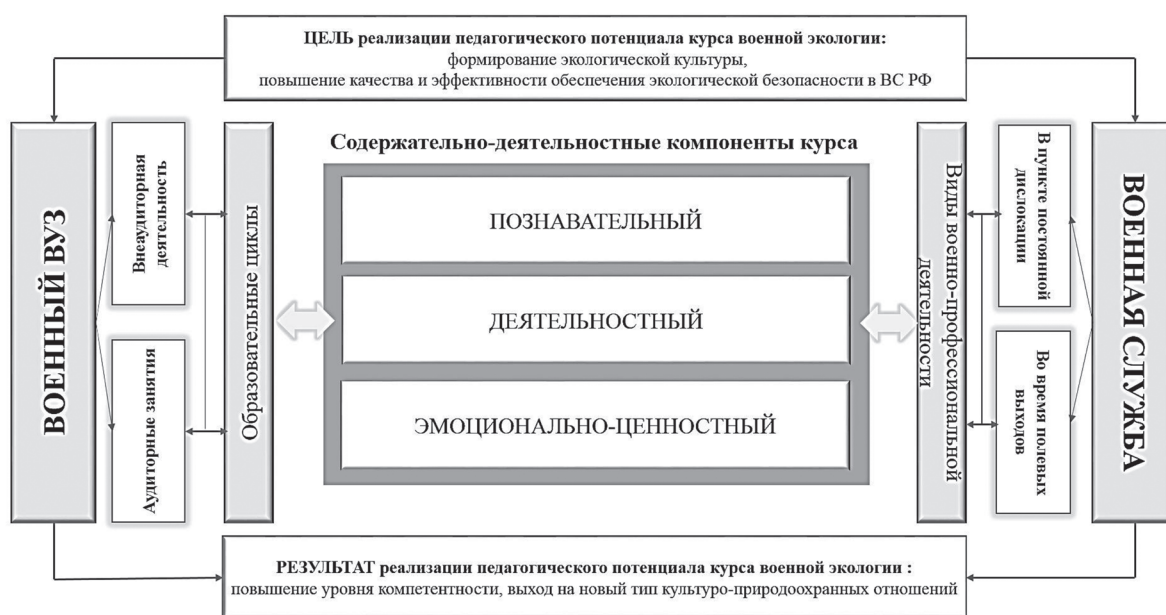 ЦЕЛЬ реализации педагогического потенциала курса военной экологии:
формирование экологической культуры,
повышение качества и эффективности обеспечения экологической безопасности в ВС РФ
ВОЕННЫЙ ВУЗ
Внеаудиторная
деятельность
Аудиторные занятия
Образовательные циклы
Содержательно-деятельностные компоненты курса
ПОЗНАВАТЕЛЬНЫЙ
ДЕЯТЕЛЬНОСТНЫЙ
ЭМОЦИОНАЛЬНО-ЦЕННОСТНЫЙ
Виды военно-профессиональной
деятельности
В пункте постоянной
дислокации
Во время полевых
выходов
ВОЕННАЯ СЛУЖБА
РЕЗУЛЬТАТ реализации педагогического потенциала курса военной экологии :
повышение уровня компетентности, выход на новый тип культуро-природоохранных отношений